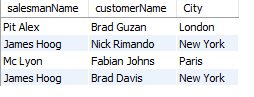 salesmanName customerName City
Pit Alex Brad Guzan London
James Hoog Nick Rimando New York
Mc Lyon Fabian Johns Paris
James Hoog Brad Davis New York